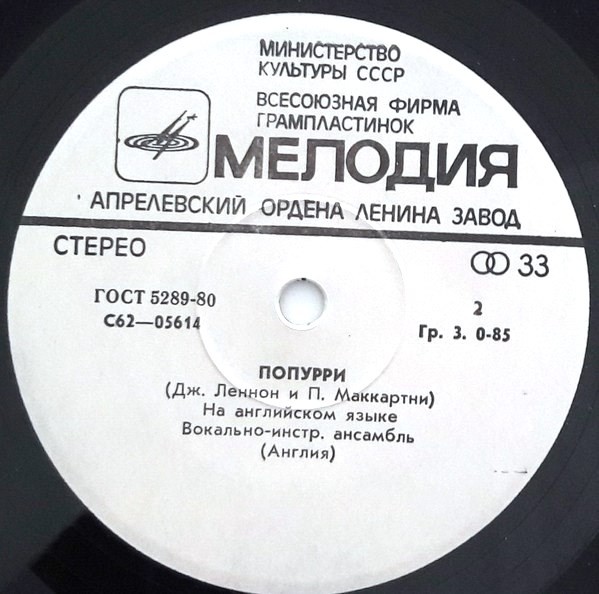 МИНИСТЕРСТВО
КУЛЬТУРЫ СССР
ВСЕСОЮЗНАЯ ФИРМА
ГРАМПЛАСТИНОК
МЕЛОДИЯ
АПРЕЛЕВСКИЙ ОРДЕНА ЛЕНИНА ЗАВОД
СТЕРЕО
33
ГОСТ 5289-80
С62—05614
2
Гр. 3. 0-85
ПОПУРРИ
(Дж. Леннон и П. Маккартни)
На английском языке
Вокально-инстр. ансамбль
(Англия)